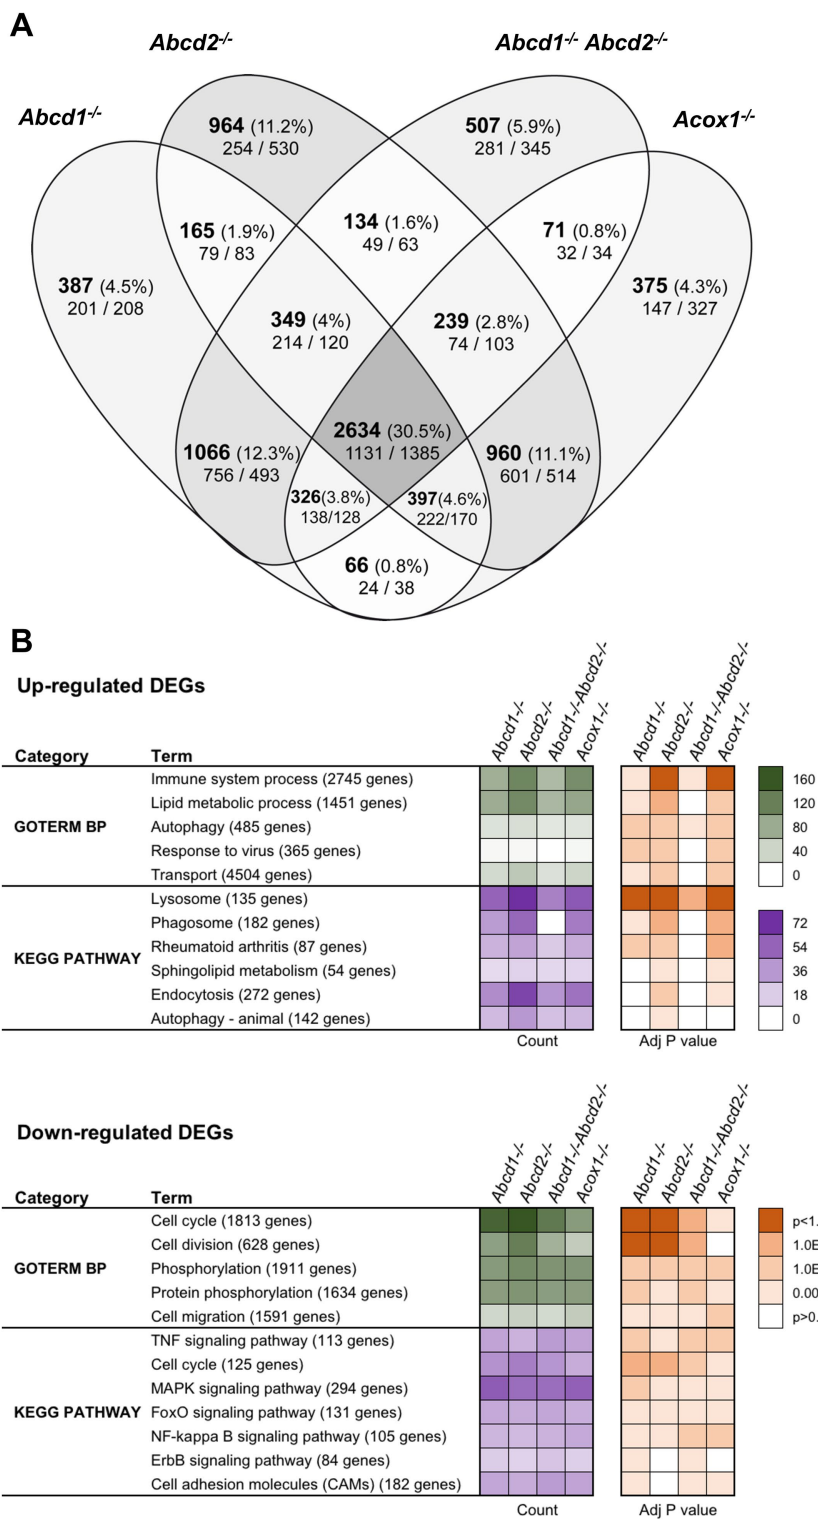 A
Abcd2-/-
Abcd1-/- Abcd2-/-
Abcd1-/-
Acox1-/-
964 (11.2%)
254 / 530
507 (5.9%)
281 / 345
165 (1.9%)
79 / 83
134 (1.6%)
49 / 63
71 (0.8%)
32 / 34
387 (4.5%)
201 / 208
375 (4.3%)
147 / 327
349 (4%)
214 / 120
239 (2.8%)
74 / 103
2634 (30.5%)
1131 / 1385
1066 (12.3%)
756 / 493
960 (11.1%)
601 / 514
326(3.8%)
138/128
397(4.6%)
222/170
66 (0.8%)
24 / 38
B
Up-regulated DEGs
Abcd1-/- Abcd2-/- Abcd1-/-Abcd2-/- Acox1-/-
Abcd1-/- Abcd2-/- Abcd1-/-Abcd2-/- Acox1-/-
Category Term
Immune system process (2745 genes)
Lipid metabolic process (1451 genes)
GOTERM BP Autophagy (485 genes)
Response to virus (365 genes)
Transport (4504 genes)
160
120
80
40
0
Lysosome (135 genes)
Phagosome (182 genes)
Rheumatoid arthritis (87 genes)
KEGG PATHWAY
Sphingolipid metabolism (54 genes)
Endocytosis (272 genes)
Autophagy - animal (142 genes)
72
54
36
18
0
Count Adj P value
Down-regulated DEGs
Abcd1-/- Abcd2-/- Abcd1-/-Abcd2-/- Acox1-/-
Abcd1-/- Abcd2-/- Abcd1-/-Abcd2-/- Acox1-/-
Category Term
Cell cycle (1813 genes)
Cell division (628 genes)
GOTERM BP Phosphorylation (1911 genes)
Protein phosphorylation (1634 genes)
Cell migration (1591 genes)
p<1.
1.0E
1.0E
0.00
p>0.
TNF signaling pathway (113 genes)
Cell cycle (125 genes)
MAPK signaling pathway (294 genes)
KEGG PATHWAY FoxO signaling pathway (131 genes)
NF-kappa B signaling pathway (105 genes)
ErbB signaling pathway (84 genes)
Cell adhesion molecules (CAMs) (182 genes)
Count Adj P value